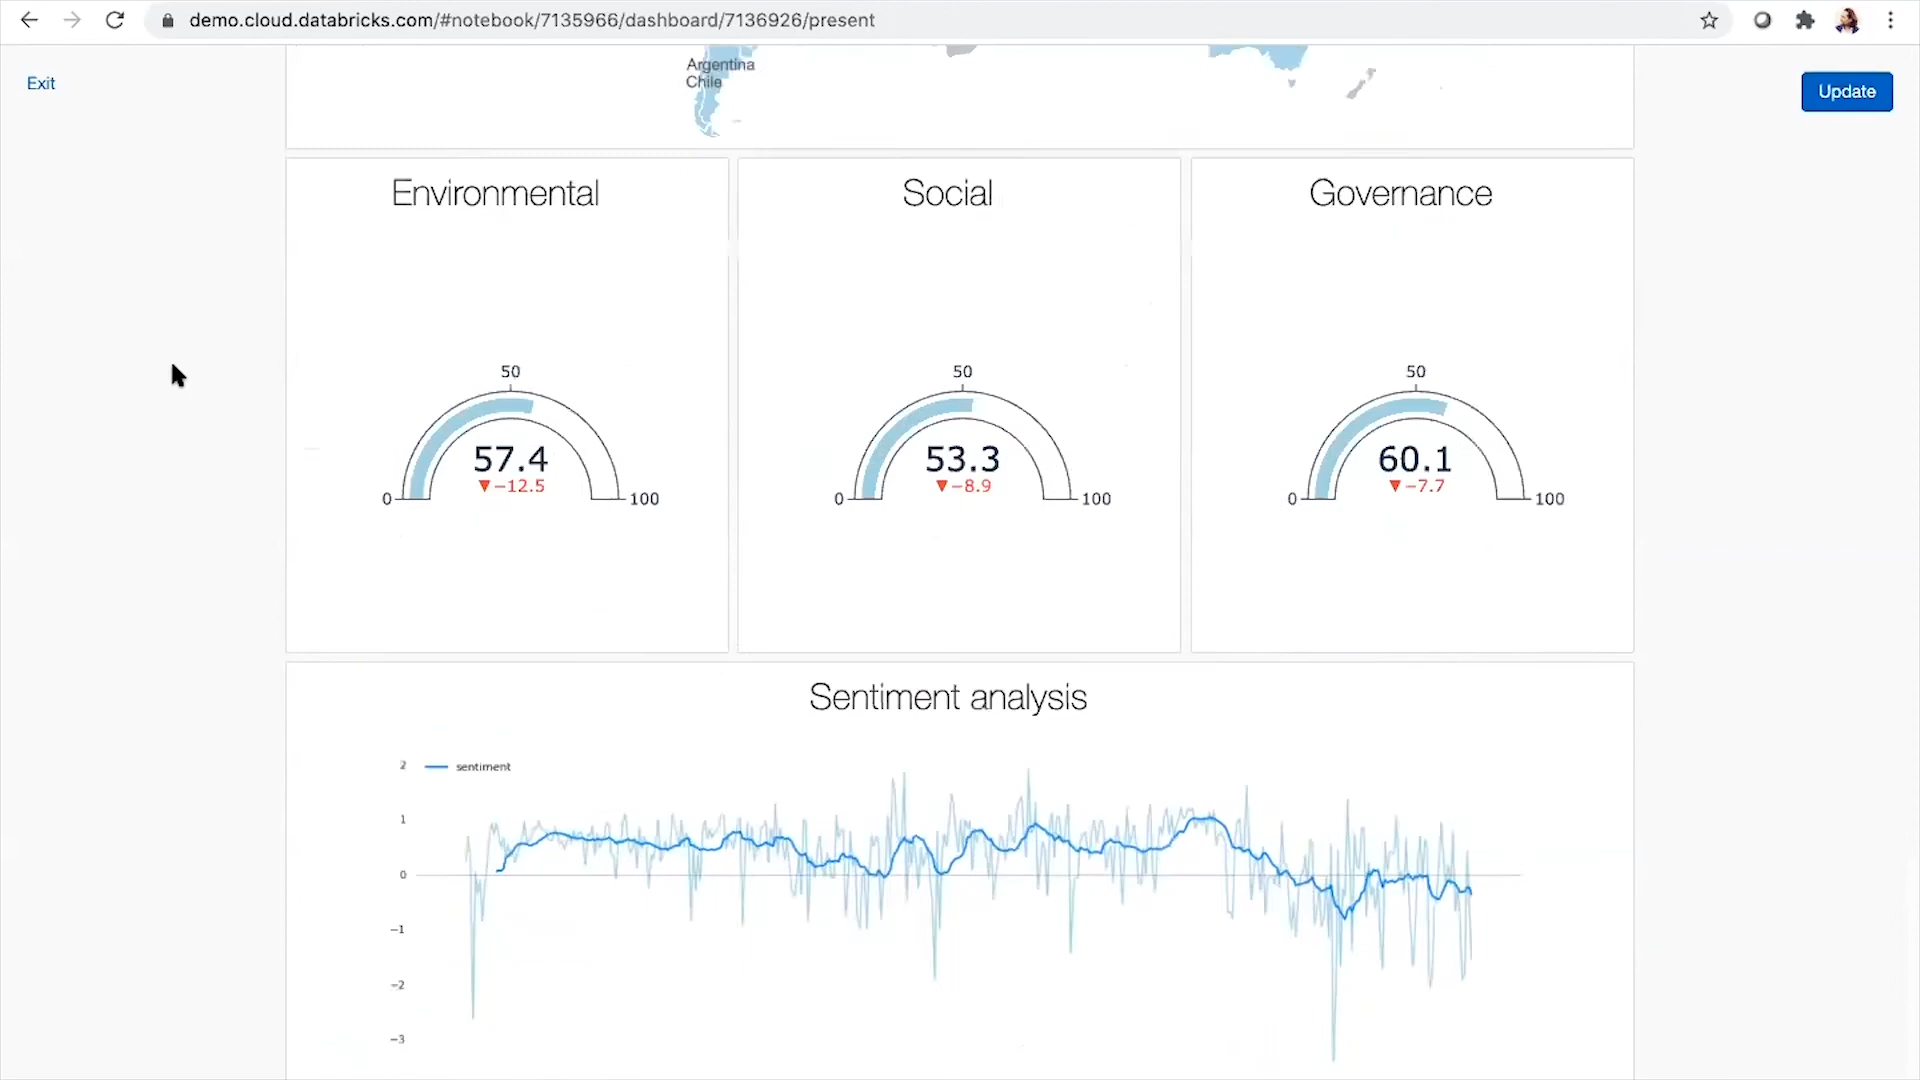 demo.cloud.databricks.com/#notebook/7135966/dashboard/7136926/present
Exit
Update
Argentina
Chile
Environmental
Social
Governance
50
57.4
▼−12.5
0
100
50
53.3
▼−8.9
0
100
50
60.1
▼−7.7
0
100
Sentiment analysis
sentiment
2
1
0
−1
−2
−3